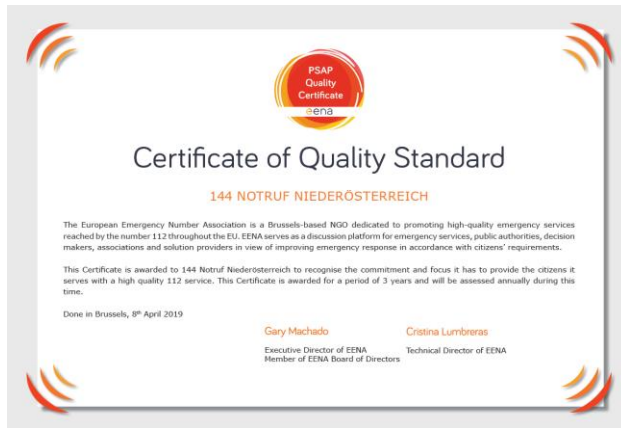 PSAP
Quality
Certificate
eena
Certificate of Quality Standard
144 NOTRUF NIEDERÖSTERREICH
The European Emergency Number Association is a Brussels-based NGO dedicated to promoting high-quality emergency services
reached by the number 112 throughout the EU. EENA serves as a discussion platform for emergency services, public authorities, decision
makers, associations and solution providers in view of improving emergency response in accordance with citizens' requirements.
This Certificate is awarded to 144 Notruf Niederösterreich to recognise the commitment and focus it has to provide the citizens it
serves with a high quality 112 service. This Certificate is awarded for a period of 3 years and will be assessed annually during this
time.
Done in Brussels, 8th April 2019
Gary Machado
Cristina Lumbreras
Executive Director of EENA
Technical Director of EENA
Member of EENA Board of Directors